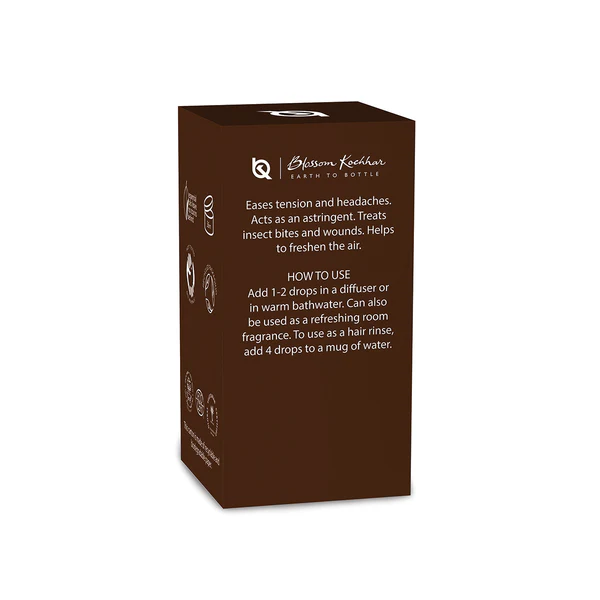 Blossom Kochhar
EARTH TO BOTTLE
Eases tension and headaches.
Acts as an astringent. Treats
insect bites and wounds. Helps
to freshen the air.
HOW TO USE
Add 1-2 drops in a diffuser or
in warm bathwater. Can also
be used as a refreshing room
fragrance. To use as a hair rinse,
add 4 drops to a mug of water.